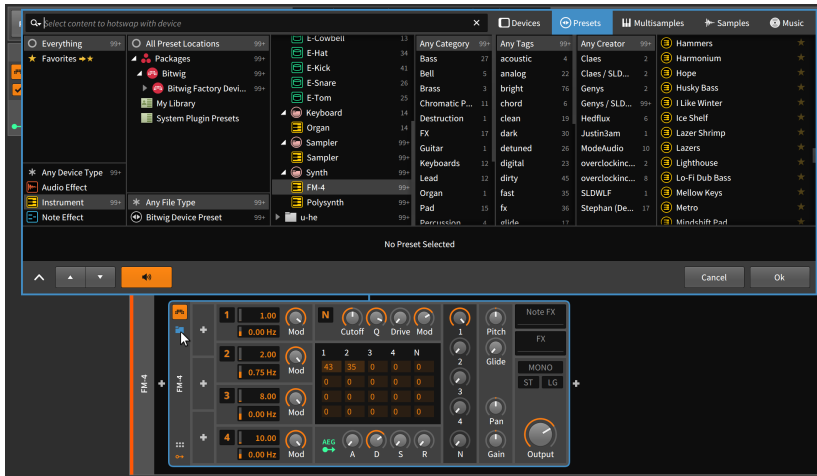 Select content to hotswap with device
Devices
Presets
Multisamples
Samples
Music
Everything 99+
Favorites
Any Device Type 99+
Audio Effect
Instrument 99+
Note Effect
All Preset Locations 99+
Packages 99+
Bitwig 99+
Bitwig Factory Devi... 99+
My Library
System Plugin Presets
Any File Type 99+
Bitwig Device Preset 99+
E-Cowbell 13
E-Hat 34
E-Kick 41
E-Snare 26
E-Tom 25
Keyboard 14
Organ 14
Sampler 99+
Sampler 99+
Synth 99+
FM-4 99+
Polysynth 99+
u-he 99+
Any Category 99+
Bass 27
Bell 5
Brass 3
Chromatic P... 11
Destruction 1
FX 17
Guitar 1
Keyboards 12
Lead 12
Organ 1
Pad 15
Percussion 4
Any Tags 99+
acoustic 4
analog 22
bright 76
chord 6
clean 19
dark 30
detuned 26
digital 23
dirty 45
fast 35
fx 36
glide 17
Any Creator 99+
Claes 2
Claes / SLD... 2
Genys 2
Genys / SLD... 99+
Hedflux 6
Justin3am 1
ModeAudio 10
overclockinc... 2
overclockinc... 8
SLDWLF 1
Stephan (De... 17
Hammers
Harmonium
Hope
Husky Bass
I Like Winter
Ice Shelf
Lazer Shrimp
Lazers
Lighthouse
Lo-Fi Dub Bass
Mellow Keys
Metro
Mindshift Pad
No Preset Selected
Cancel
Ok
FM-4
FM-4
1 1.00
0.00 Hz Mod
2 2.00
0.75 Hz Mod
3 8.00
0.00 Hz Mod
4 10.00
0.00 Hz Mod
N
Cutoff Q Drive Mod
1 2 3 4 N
43 35 0 0 0
0 0 0 0 0
0 0 0 0 0
0 0 0 0 0
AEG
A D S R
1
2
3
4
N
Pitch
Glide
Pan
Gain
Note FX
FX
MONO
ST LG
Output